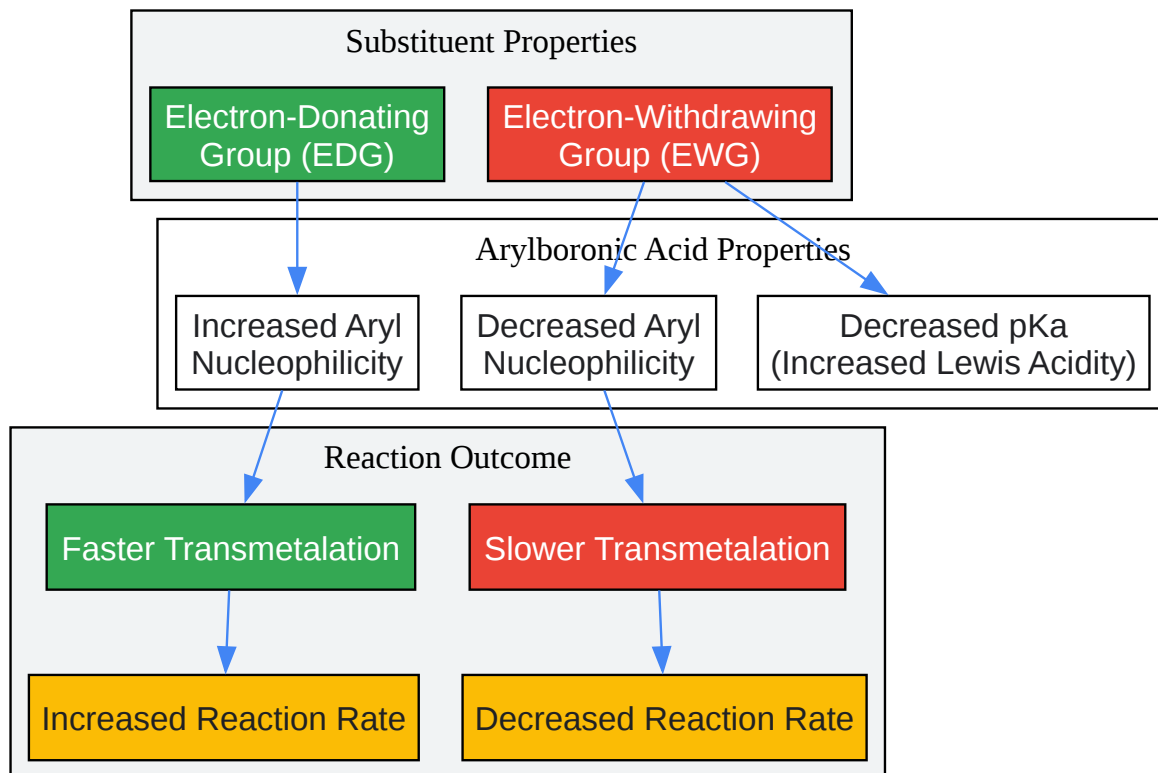 Substituent Properties
Electron-Donating
Group (EDG)
Electron-Withdrawing
Group (EWG)
Arylboronic Acid Properties
Increased Aryl
Nucleophilicity
Decreased Aryl
Nucleophilicity
Decreased pKa
(Increased Lewis Acidity)
Reaction Outcome
Faster Transmetalation
Slower Transmetalation
Increased Reaction Rate
Decreased Reaction Rate